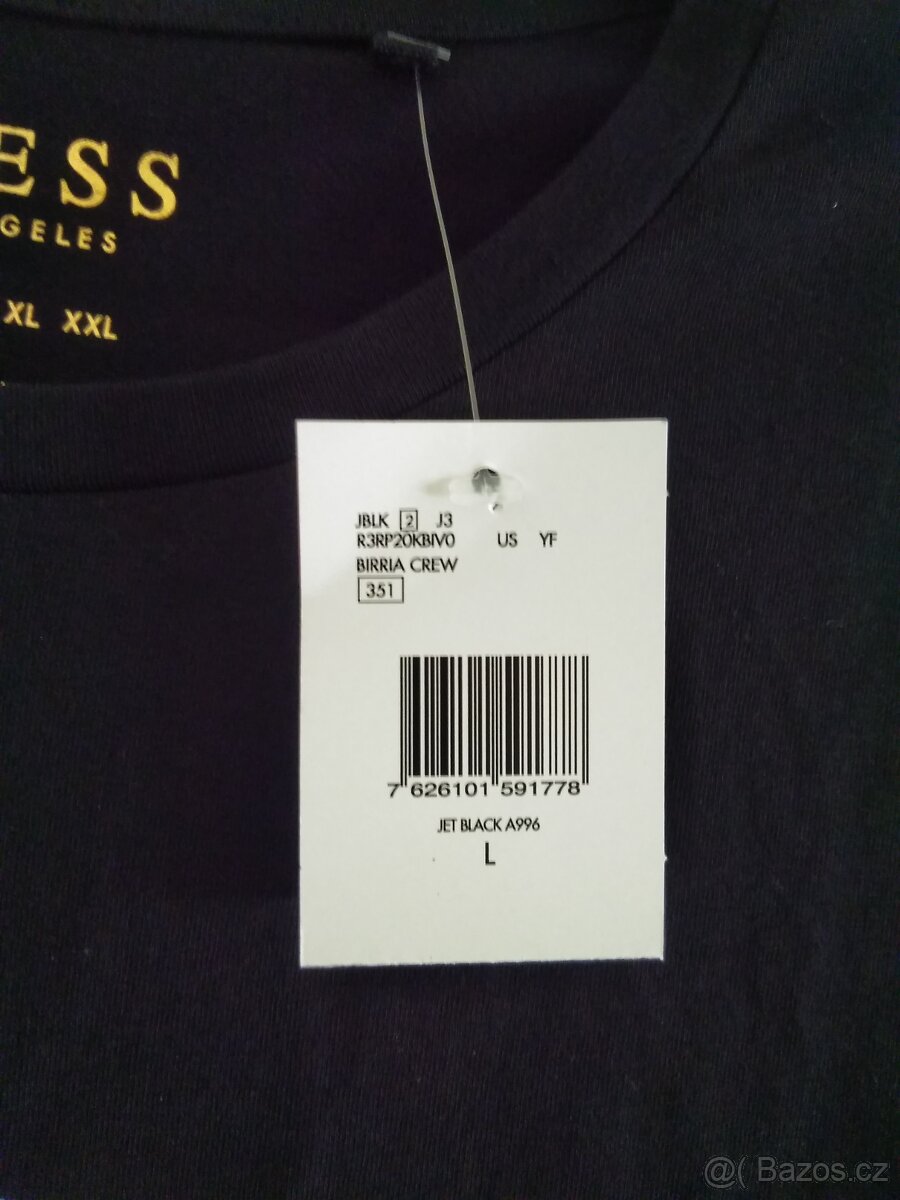 ESS
GELES
XL XXL
JBLK 2 J3
R3RP20KBIV0 US YF
BIRRIA CREW
351
7 626101 591778
JET BLACK A996
L
@( Bazos.cz